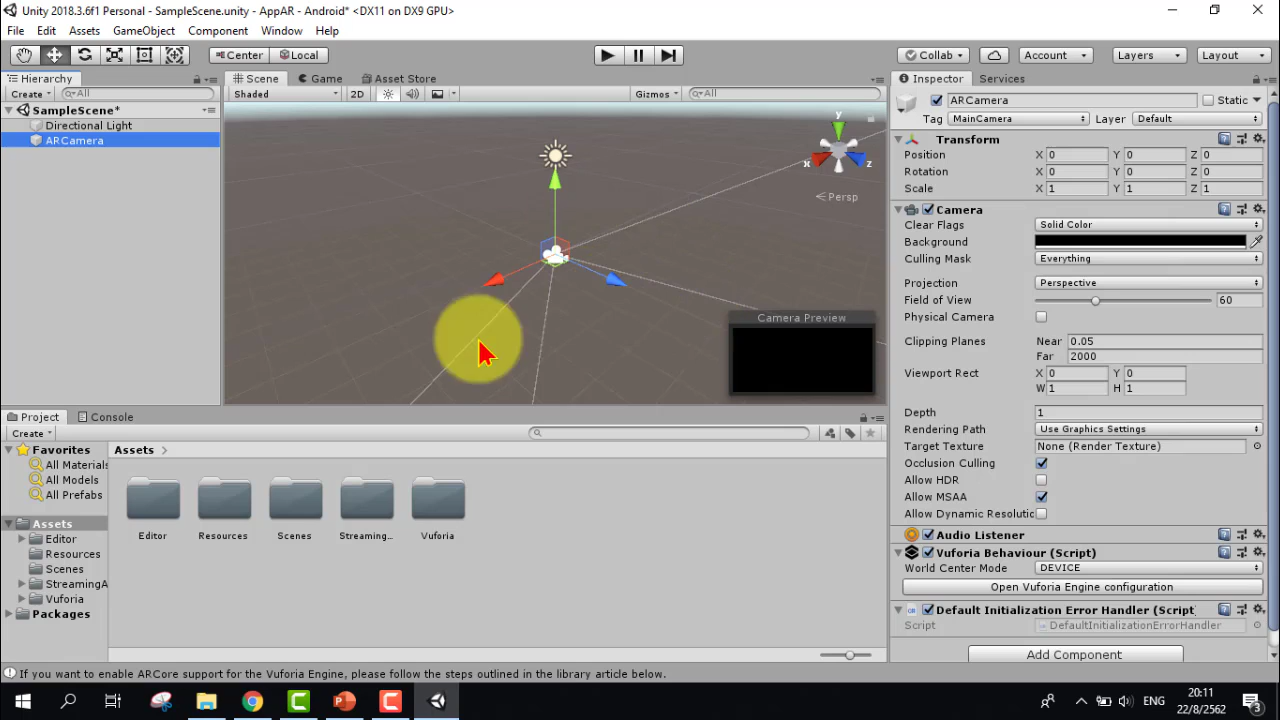 Unity 2018.3.6f1 Personal - SampleScene.unity - AppAR - Android* <DX11 on DX9 GPU>
File Edit Assets GameObject Component Window Help
Center Local Collab Account Layers Layout
Hierarchy
Create All
SampleScene*
Directional Light
ARCamera
Scene Game Asset Store
Shaded 2D Gizmos All
y
x z
Persp
Camera Preview
Inspector Services
ARCamera Static
Tag MainCamera Layer Default
Transform
Position X 0 Y 0 Z 0
Rotation X 0 Y 0 Z 0
Scale X 1 Y 1 Z 1
Camera
Clear Flags Solid Color
Background
Culling Mask Everything
Projection Perspective
Field of View 60
Physical Camera
Clipping Planes Near 0.05
Far 2000
Viewport Rect X 0 Y 0
W 1 H 1
Depth 1
Rendering Path Use Graphics Settings
Target Texture None (Render Texture)
Occlusion Culling
Allow HDR
Allow MSAA
Allow Dynamic Resolutic
Audio Listener
Vuforia Behaviour (Script)
World Center Mode DEVICE
Open Vuforia Engine configuration
Default Initialization Error Handler (Script
Script DefaultInitializationErrorHandler
Add Component
Project Console
Create
Favorites
All Materials
All Models
All Prefabs
Assets
Editor
Resources
Scenes
StreamingA
Vuforia
Packages
Assets
Editor Resources Scenes Streaming... Vuforia
If you want to enable ARCore support for the Vuforia Engine, please follow the steps outlined in the library article below.
ENG 20:11
22/8/2562
3